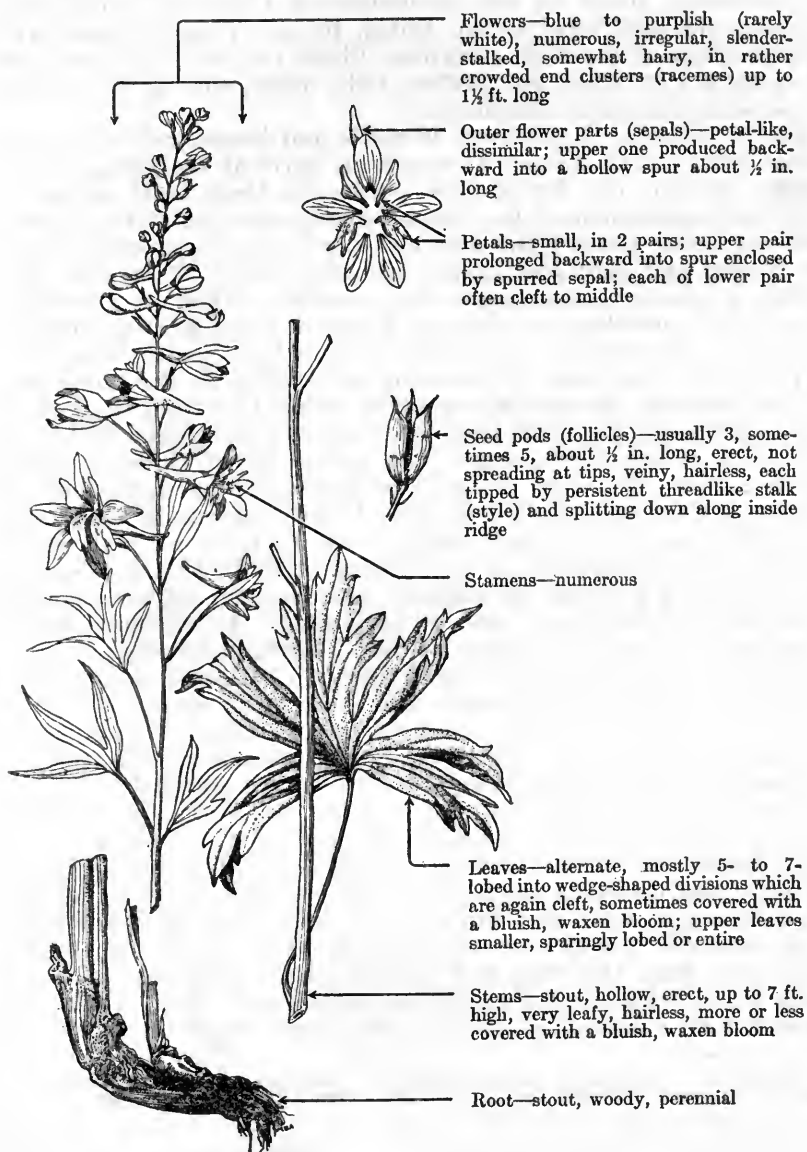 Flowers—blue to purplish (rarely
white), numerous, irregular, slender-
stalked, somewhat hairy, in rather
crowded end clusters (racemes) up to
1½ ft. long
Outer flower parts (sepals)—petal-like,
dissimilar; upper one produced back-
ward into a hollow spur about ½ in.
long
Petals—small, in 2 pairs; upper pair
prolonged backward into spur enclosed
by spurred sepal; each of lower pair
often cleft to middle
Seed pods (follicles)—usually 3, some-
times 5, about ½ in. long, erect, not
spreading at tips, veiny, hairless, each
tipped by persistent threadlike stalk
(style) and splitting down along inside
ridge
Stamens—numerous
Leaves—alternate, mostly 5- to 7-
lobed into wedge-shaped divisions which
are again cleft, sometimes covered with
a bluish, waxen bloom; upper leaves
smaller, sparingly lobed or entire
Stems—stout, hollow, erect, up to 7 ft.
high, very leafy, hairless, more or less
covered with a bluish, waxen bloom
Root—stout, woody, perennial